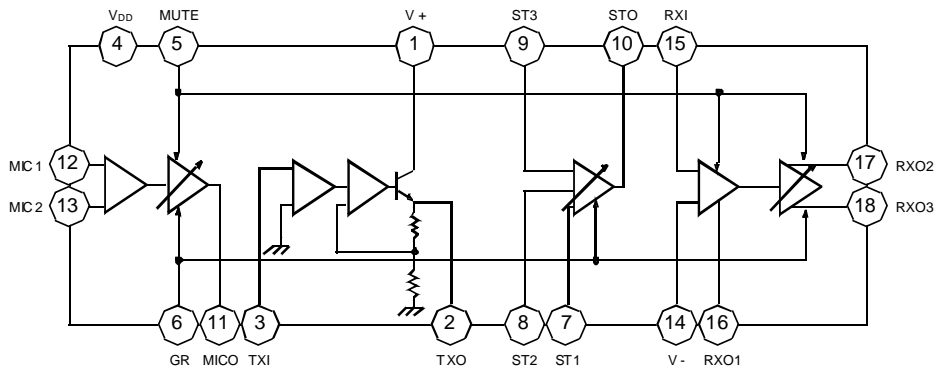 VDD MUTE V+ ST3 STO RXI
4 5 1 9 10 15
MIC1 12 17 RXO2
MIC2 13 18 RXO3
6 11 3 2 8 7 14 16
GR MICO TXI TXO ST2 ST1 V- RXO1